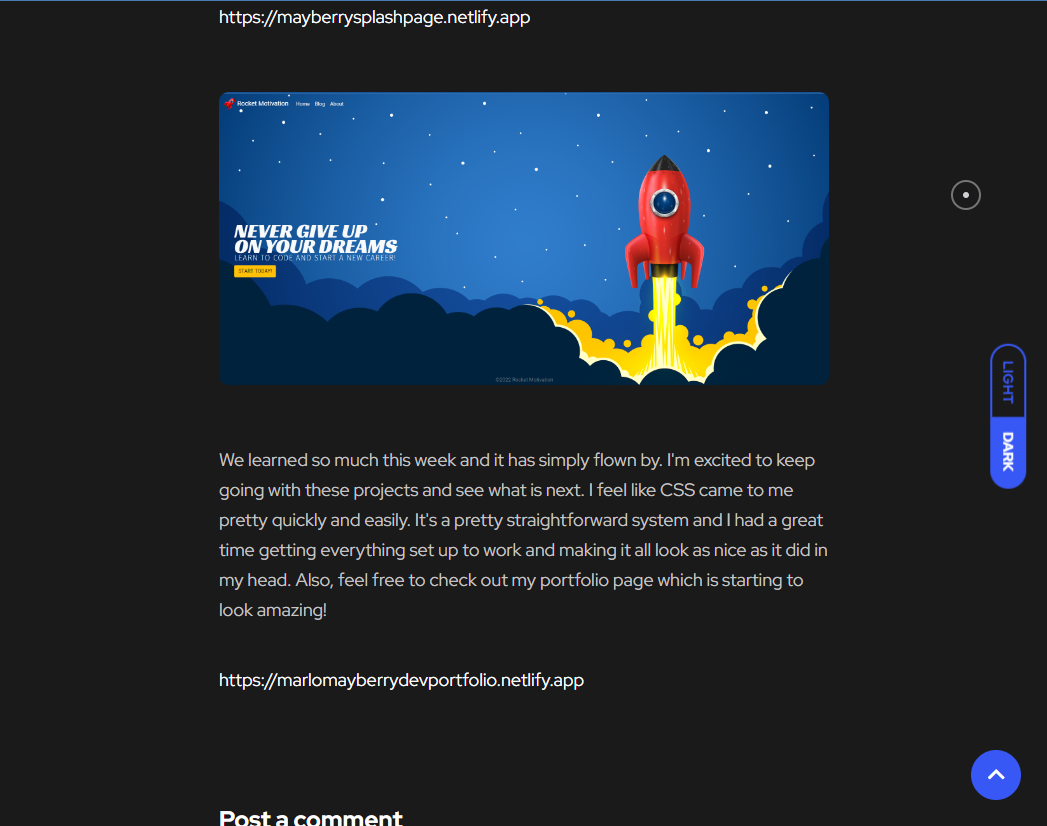 https://mayberrysplashpage.netlify.app
Rocket Motivation Home Blog About
NEVER GIVE UP
ON YOUR DREAMS
LEARN TO CODE AND START A NEW CAREER!
START TODAY!
©2022 Rocket Motivation
LIGHT
DARK
We learned so much this week and it has simply flown by. I'm excited to keep
going with these projects and see what is next. I feel like CSS came to me
pretty quickly and easily. It's a pretty straightforward system and I had a great
time getting everything set up to work and making it all look as nice as it did in
my head. Also, feel free to check out my portfolio page which is starting to
look amazing!
https://marlomayberrydevportfolio.netlify.app
Post a comment